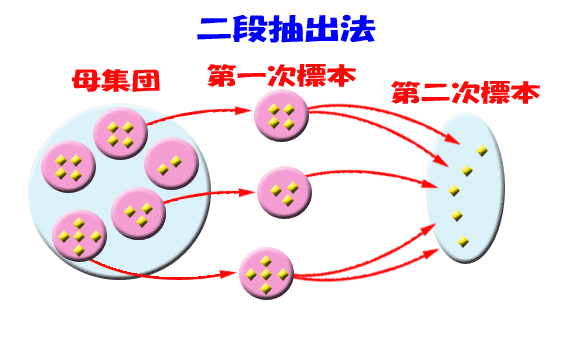 二段抽出法
母集団
第一次標本
第二次標本